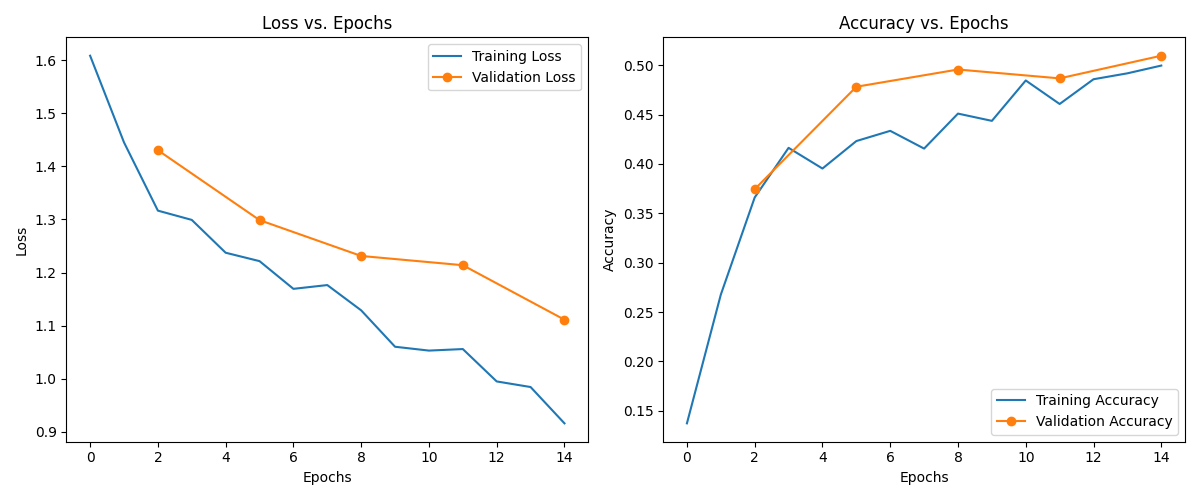 Loss vs. Epochs
Training Loss
Validation Loss
1.6
1.5
1.4
1.3
1.2
1.1
1.0
0.9
Loss
0 2 4 6 8 10 12 14
Epochs
Accuracy vs. Epochs
0.50
0.45
0.40
0.35
0.30
0.25
0.20
0.15
Accuracy
Training Accuracy
Validation Accuracy
0 2 4 6 8 10 12 14
Epochs